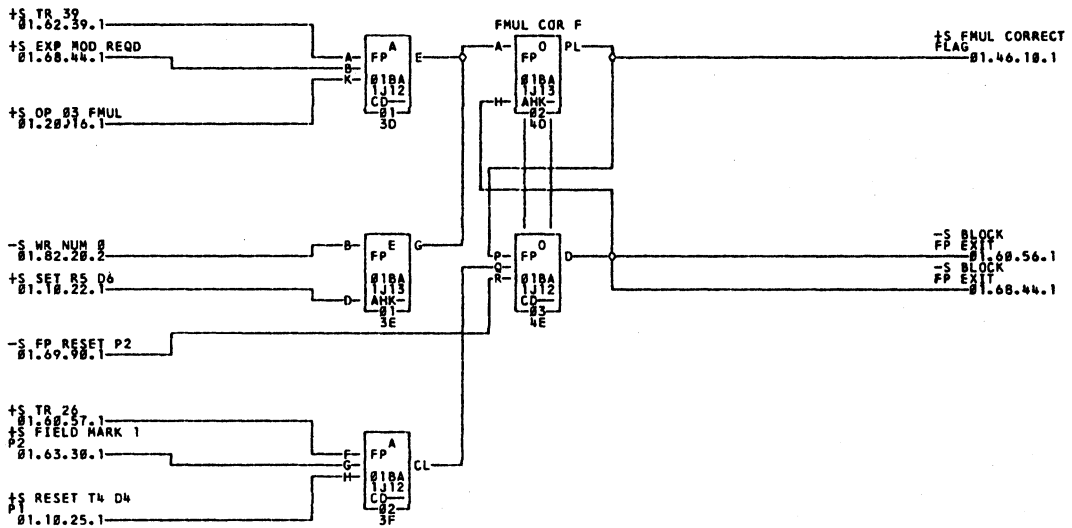 +S TR 39
01.62.39.1
+S EXP MOD REQD
01.68.44.1
+S OP 03 FMUL
01.20.16.1
A
B
K
A
FP
01BA
1J12
CD
01
3D
E
FMUL COR F
A
H
O
FP
01BA
1J13
AHK
02
4D
PL
+S FMUL CORRECT
FLAG
01.46.10.1
-S WR NUM 0
01.82.20.2
+S SET R5 D6
01.10.22.1
B
D
E
FP
01BA
1J13
AHK
01
3E
G
P
Q
R
O
FP
01BA
1J12
CD
03
4E
D
-S BLOCK
FP EXIT
01.60.56.1
-S BLOCK
FP EXIT
01.68.44.1
-S FP RESET P2
01.69.90.1
+S TR 26
01.60.57.1
+S FIELD MARK 1
P2
01.63.30.1
+S RESET T4 D4
P1
01.10.25.1
F
G
H
A
FP
01BA
1J12
CD
02
3F
CL